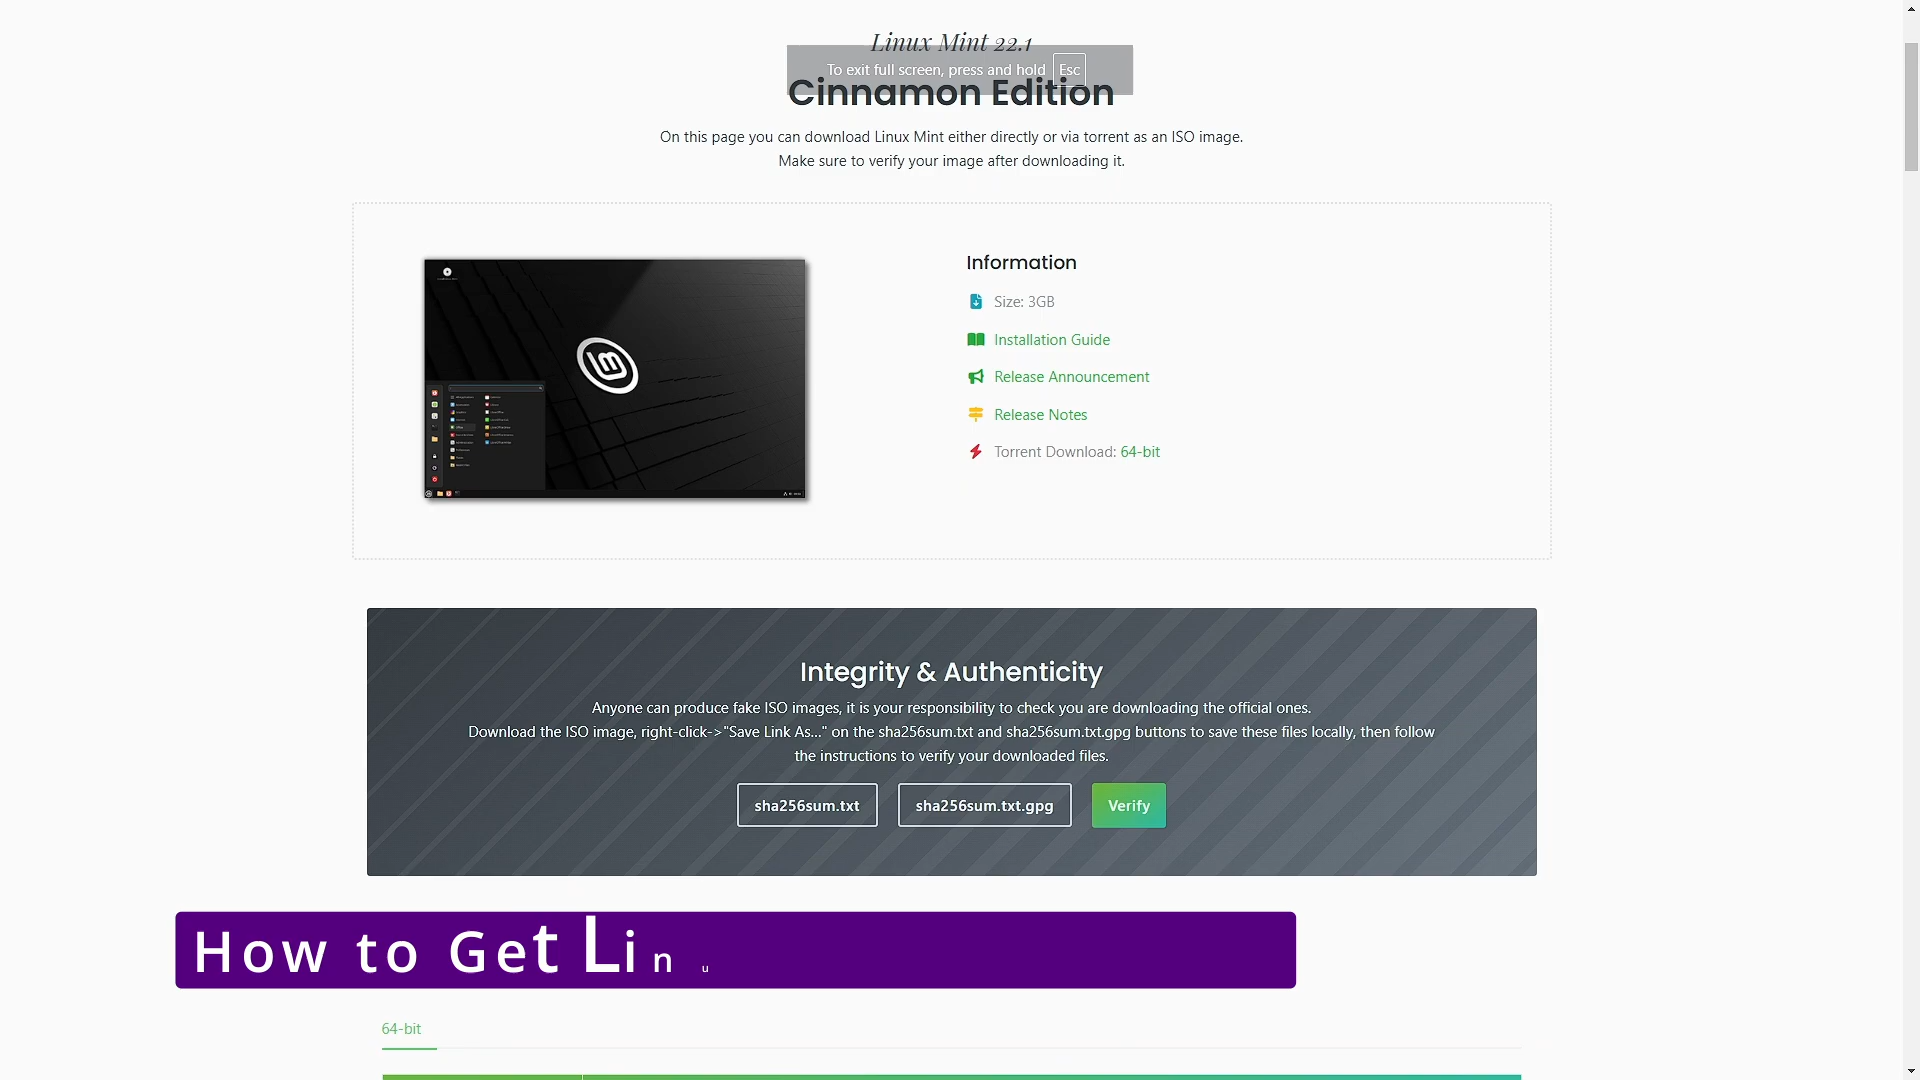 Linux Mint 22.1
To exit full screen, press and hold Esc
Cinnamon Edition
On this page you can download Linux Mint either directly or via torrent as an ISO image.
Make sure to verify your image after downloading it.
Information
Size: 3GB
Installation Guide
Release Announcement
Release Notes
Torrent Download: 64-bit
Integrity & Authenticity
Anyone can produce fake ISO images, it is your responsibility to check you are downloading the official ones.
Download the ISO image, right-click->"Save Link As..." on the sha256sum.txt and sha256sum.txt.gpg buttons to save these files locally, then follow
the instructions to verify your downloaded files.
sha256sum.txt
sha256sum.txt.gpg
Verify
How to Get Linu
64-bit